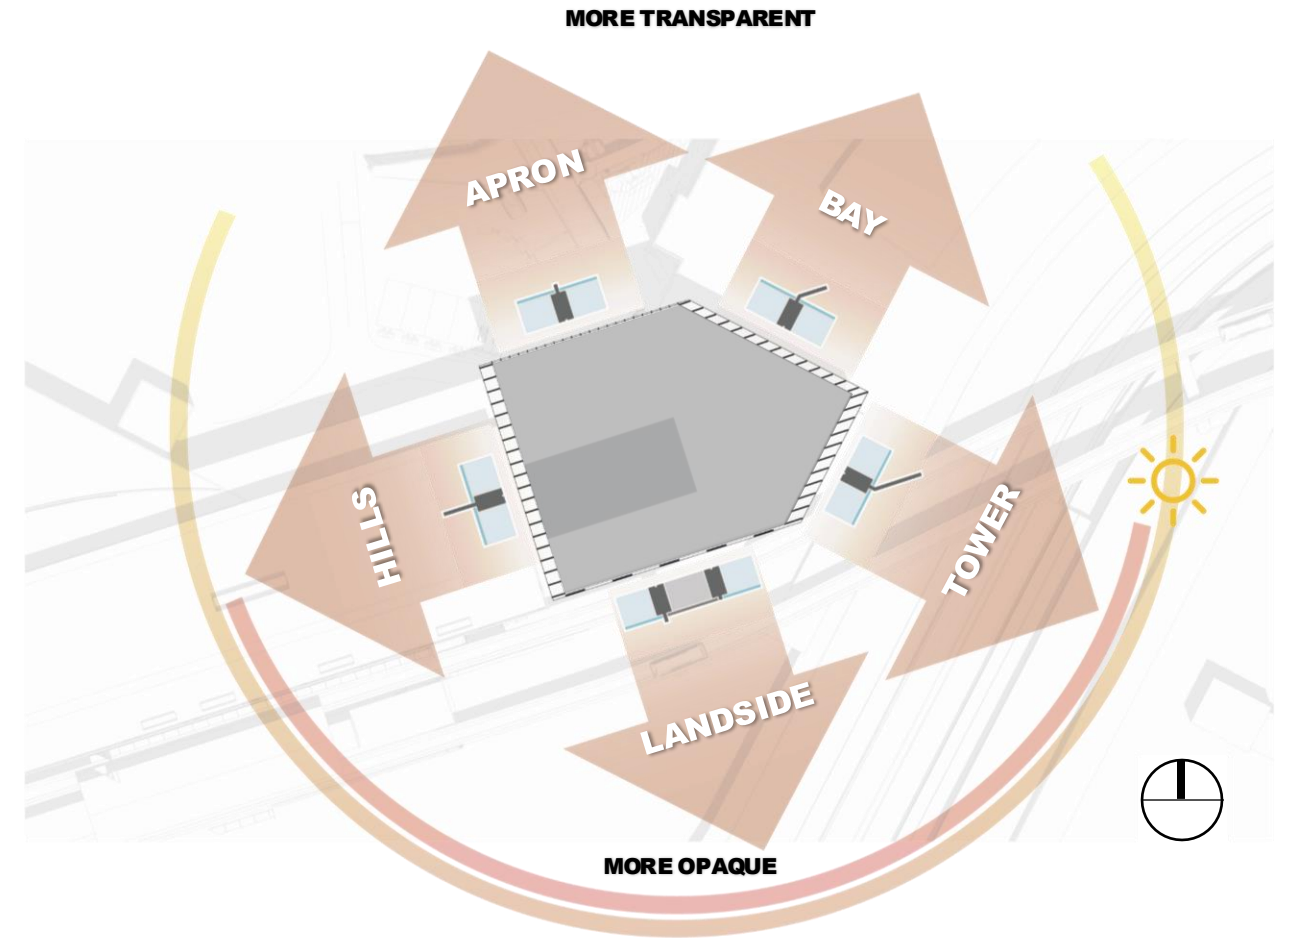 MORE TRANSPARENT
APRON
BAY
HILLS
TOWER
LANDSIDE
MORE OPAQUE